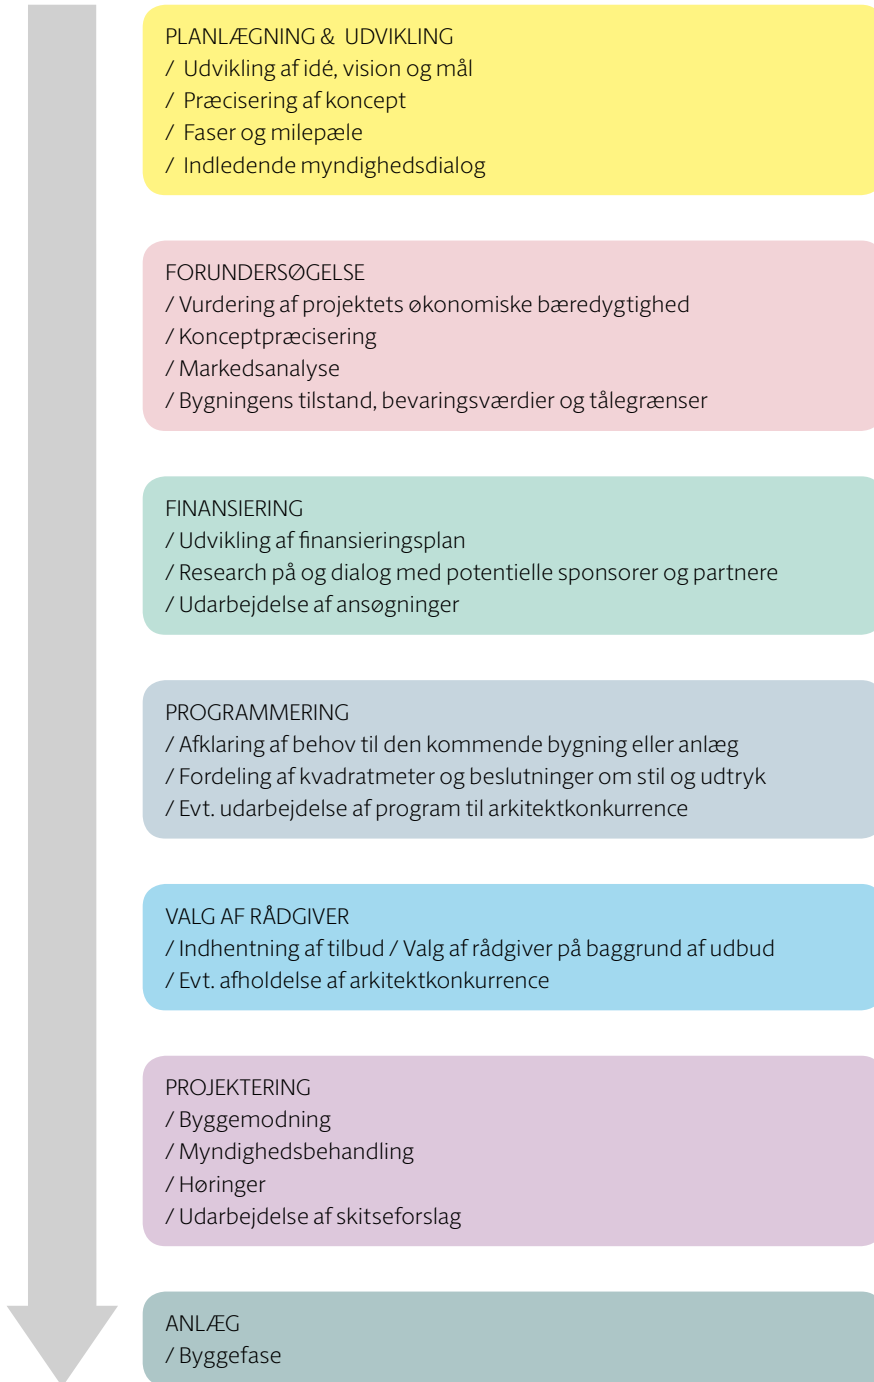 PLANLÆGNING & UDVIKLING
/ Udvikling af idé, vision og mål
/ Præcisering af koncept
/ Faser og milepæle
/ Indledende myndighedsdialog
FORUNDERSØGELSE
/ Vurdering af projektets økonomiske bæredygtighed
/ Konceptpræcisering
/ Markedsanalyse
/ Bygningens tilstand, bevaringsværdier og tålegrænser
FINANSIERING
/ Udvikling af finansieringsplan
/ Research på og dialog med potentielle sponsorer og partnere
/ Udarbejdelse af ansøgninger
PROGRAMMERING
/ Afklaring af behov til den kommende bygning eller anlæg
/ Fordeling af kvadratmeter og beslutninger om stil og udtryk
/ Evt. udarbejdelse af program til arkitektkonkurrence
VALG AF RÅDGIVER
/ Indhentning af tilbud / Valg af rådgiver på baggrund af udbud
/ Evt. afholdelse af arkitektkonkurrence
PROJEKTERING
/ Byggemodning
/ Myndighedsbehandling
/ Høringer
/ Udarbejdelse af skitseforslag
ANLÆG
/ Byggefase